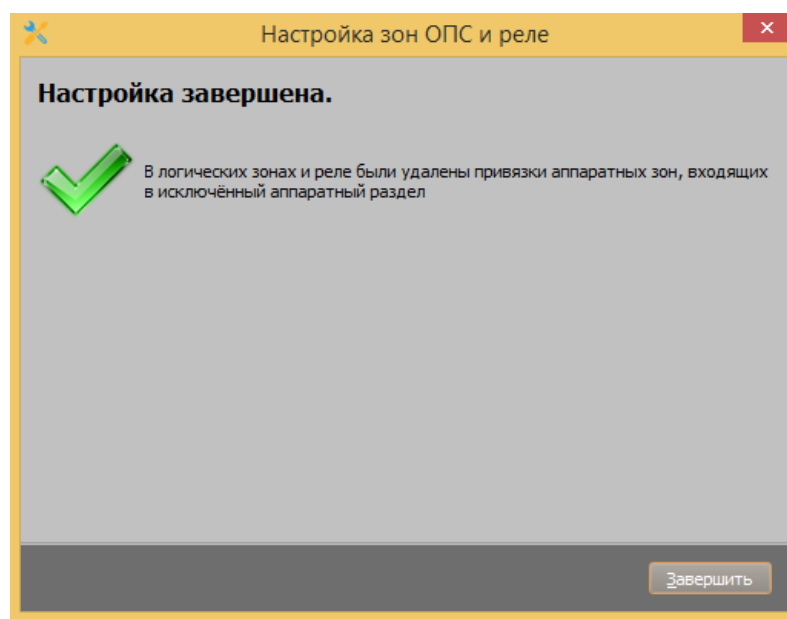 Настройка зон ОПС и реле
Настройка завершена.
В логических зонах и реле были удалены привязки аппаратных зон, входящих
в исключённый аппаратный раздел
Завершить